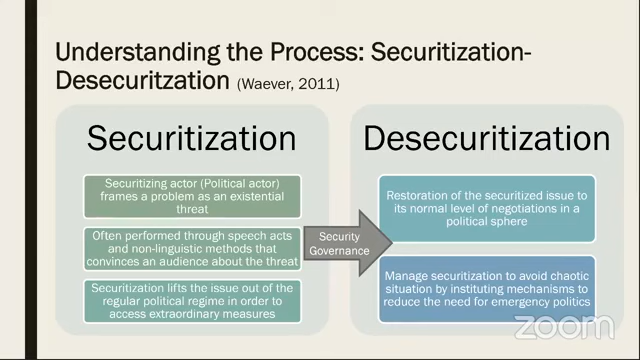 Understanding the Process: Securitization-
Desecuritzation (Waever, 2011)
Securitization
Securitizing actor (Political actor)
frames a problem as an existential
threat
Often performed through speech acts
and non-linguistic methods that
convinces an audience about the threat
Securitization lifts the issue out of the
regular political regime in order to
access extraordinary measures
Security
Governance
Desecuritization
Restoration of the securitized issue to
its normal level of negotiations in a
political sphere
Manage securitization to avoid chaotic
situation by instituting mechanisms to
reduce the need for emergency politics
zoom